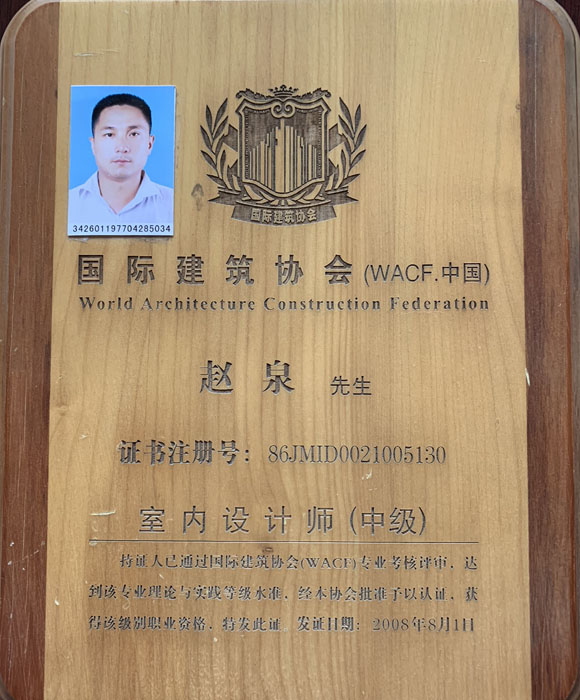 国际建筑协会
342601197704285034
国际建筑协会(WACF.中国)
World Architecture Construction Federation
赵泉 先生
证书注册号：86JMID0021005130
室内设计师(中级)
持证人已通过国际建筑协会(WACF)专业考核评审，达
到该专业理论与实践等级水准，经本协会批准予以认证，获
得该级别职业资格，特发此证。发证日期：2008年8月1日